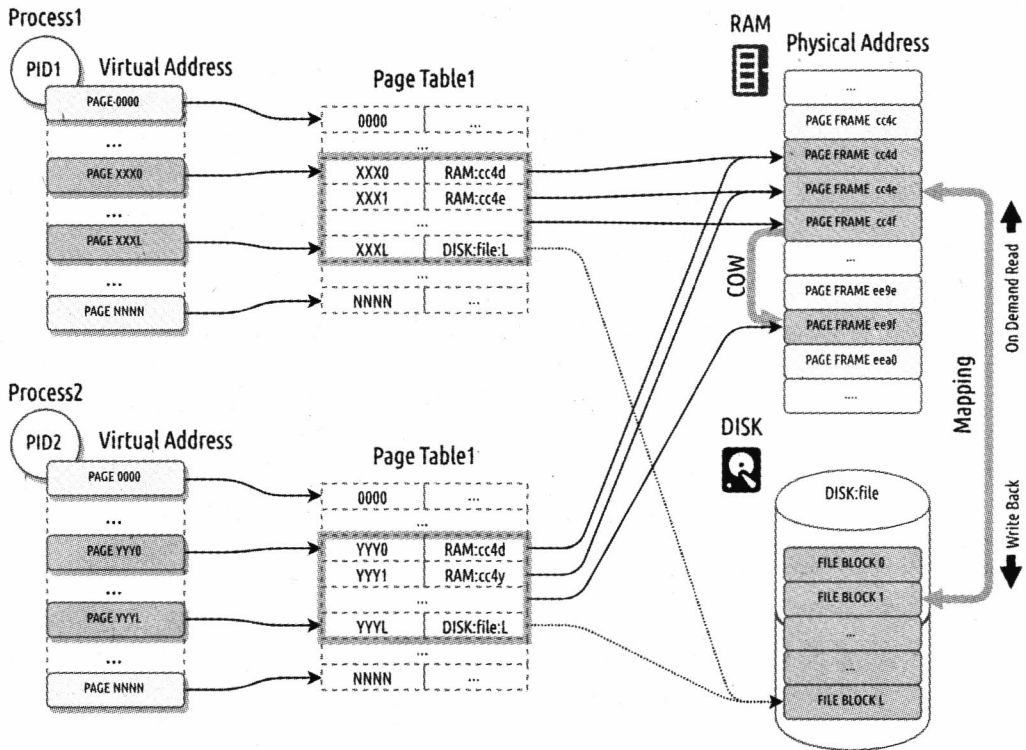 Process1
PID1
Virtual Address
PAGE-0000
...
PAGE XXX0
...
PAGE XXXL
...
PAGE NNNN
Page Table1
0000 ...
...
XXX0 RAM:cc4d
XXX1 RAM:cc4e
...
XXXL DISK:file:L
NNNN ...
RAM
Physical Address
...
PAGE FRAME cc4c
PAGE FRAME cc4d
PAGE FRAME cc4e
PAGE FRAME cc4f
...
PAGE FRAME ee9e
PAGE FRAME ee9f
PAGE FRAME eea0
....
COW
Mapping
On Demand Read
Write Back
Process2
PID2
Virtual Address
PAGE 0000
...
PAGE YYY0
...
PAGE YYYL
...
PAGE NNNN
Page Table1
0000 ...
...
YYY0 RAM:cc4d
YYY1 RAM:cc4y
...
YYYL DISK:file:L
NNNN ...
DISK
DISK:file
FILE BLOCK 0
FILE BLOCK 1
...
...
FILE BLOCK L